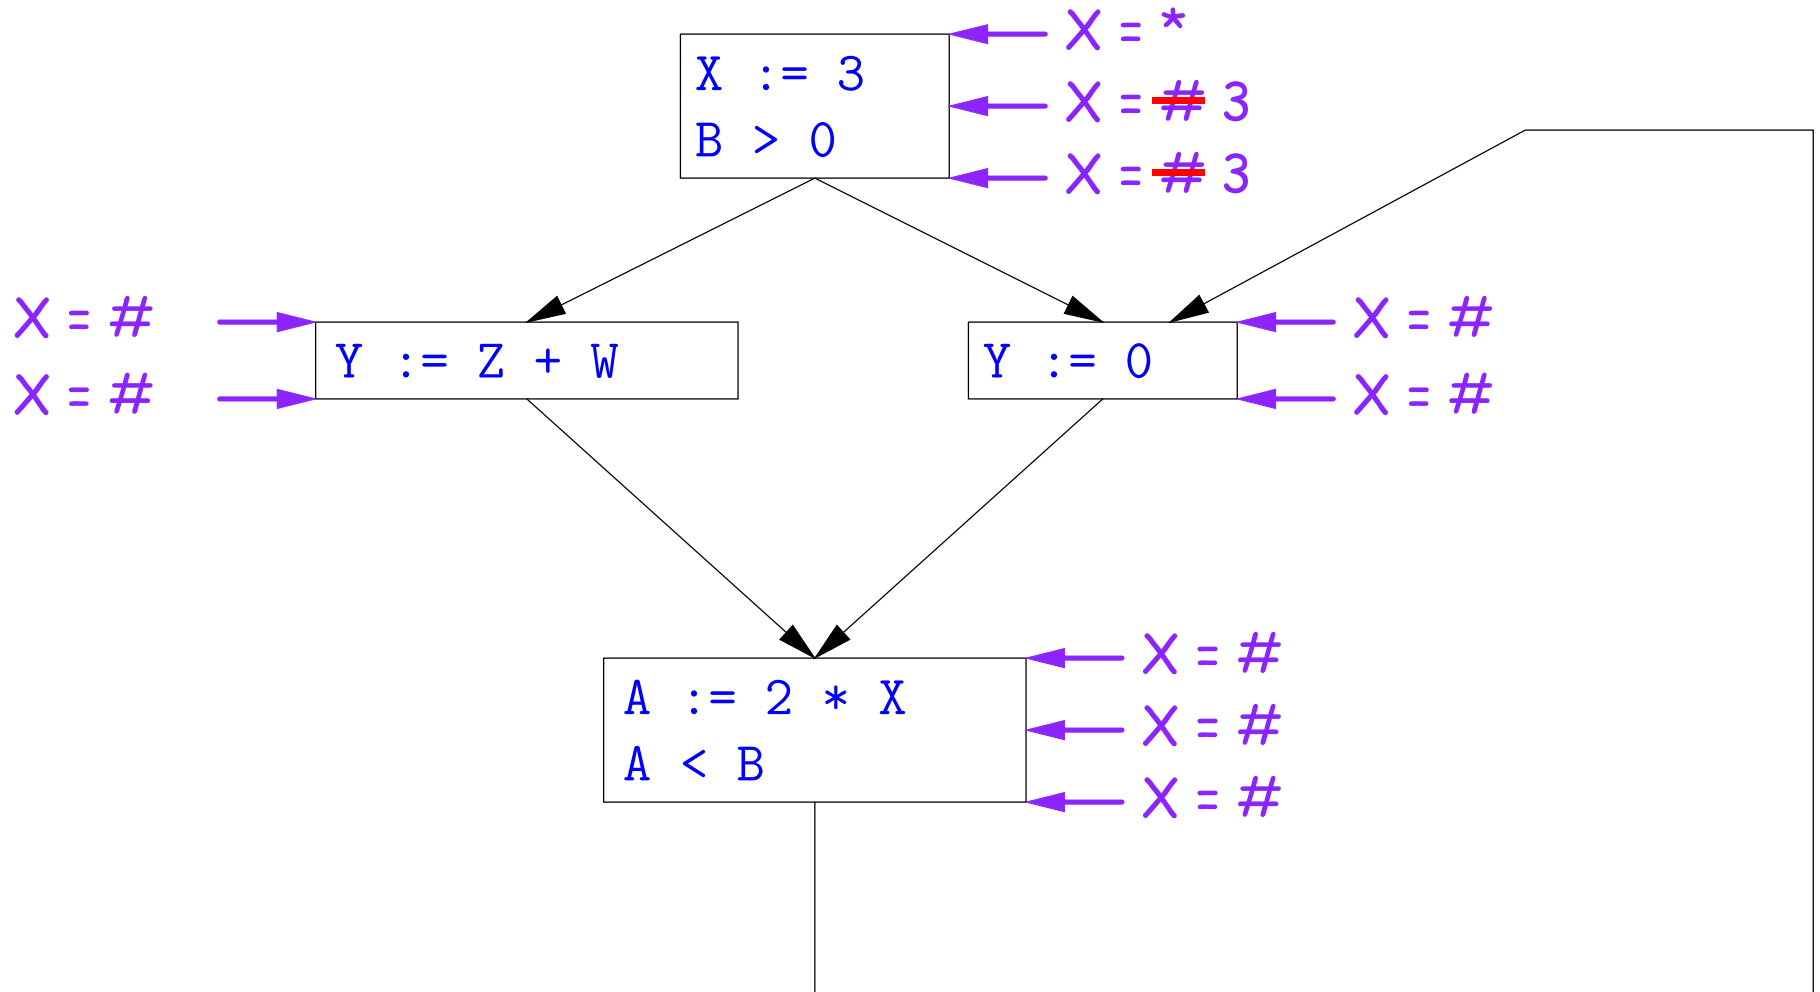 X = *
X := 3
X = # 3
B > 0
X = # 3
X = #
Y := Z + W
X = #
Y := 0
X = #
X = #
X = #
A := 2 * X
X = #
A < B
X = #